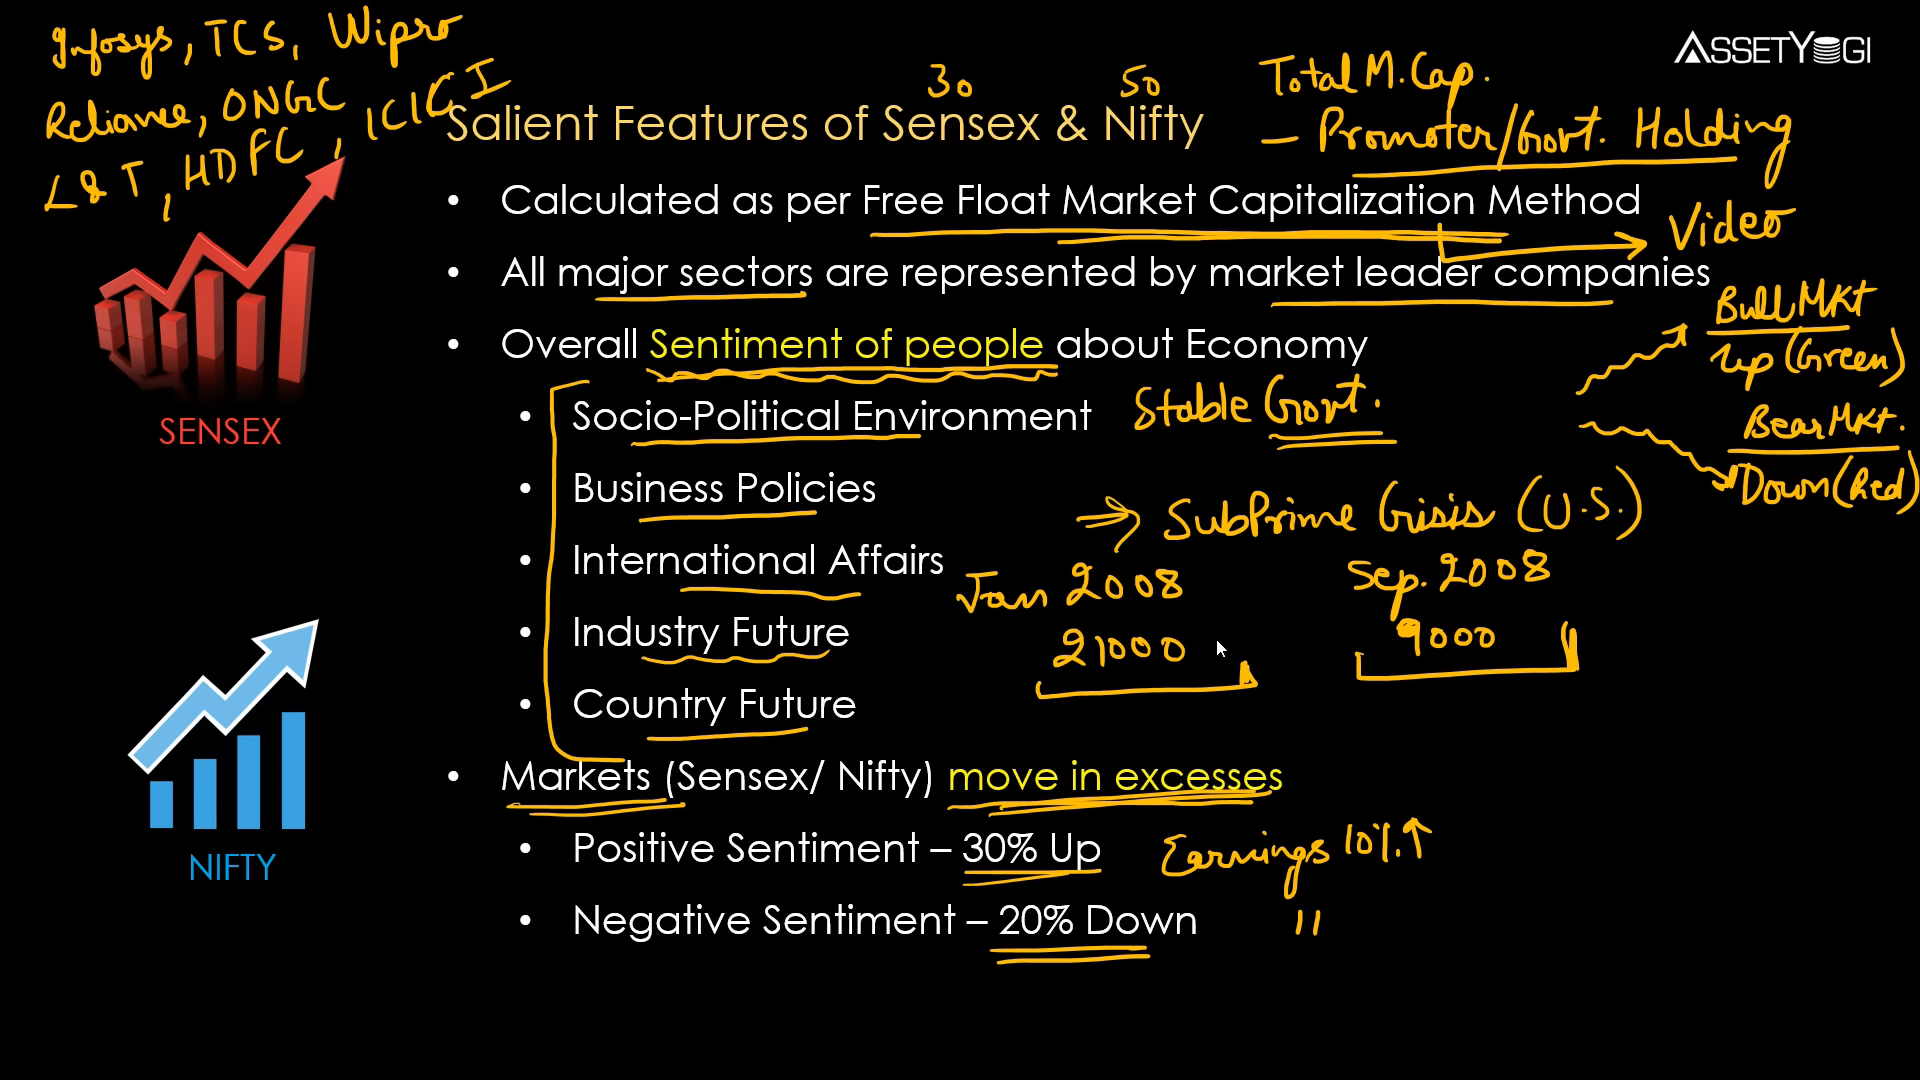 Infosys, TCS, Wipro
Reliance, ONGC, ICICI
L&T, HDFC
ASSETYOGI
30 50
Salient Features of Sensex & Nifty
Total M.Cap.
— Promoter/Govt. Holding
• Calculated as per Free Float Market Capitalization Method
Video
• All major sectors are represented by market leader companies
• Overall Sentiment of people about Economy
Bull MKt
Up (Green)
Bear MKt.
Down (Red)
• Socio-Political Environment
Stable Govt.
• Business Policies
⇒ SubPrime Crisis (U.S.)
• International Affairs
Jan 2008 Sep. 2008
21000 9000
• Industry Future
• Country Future
• Markets (Sensex/ Nifty) move in excesses
• Positive Sentiment – 30% Up
Earnings 10% ↑
• Negative Sentiment – 20% Down
"
SENSEX
NIFTY